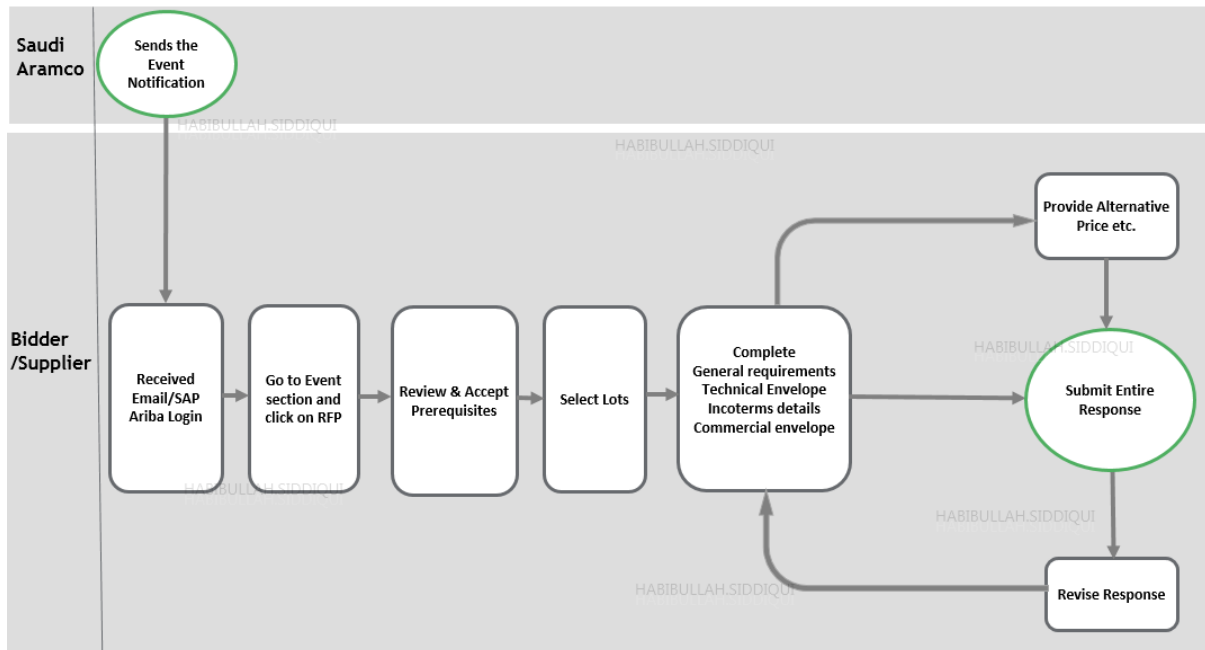 Saudi
Aramco
Sends the
Event
Notification
HABIBULLAH.SIDDIQUI
HABIBULLAH.SIDDIQUI
Bidder
/Supplier
Received
Email/SAP
Ariba Login
Go to Event
section and
click on RFP
Review & Accept
Prerequisites
Select Lots
Complete
General requirements
Technical Envelope
Incoterms details
Commercial envelope
Provide Alternative
Price etc.
HABIBULLAH.SIDDIQUI
Submit Entire
Response
HABIBULLAH.SIDDIQUI
HABIBULLAH.SIDDIQUI
HABIBULLAH.SIDDIQUI
Revise Response